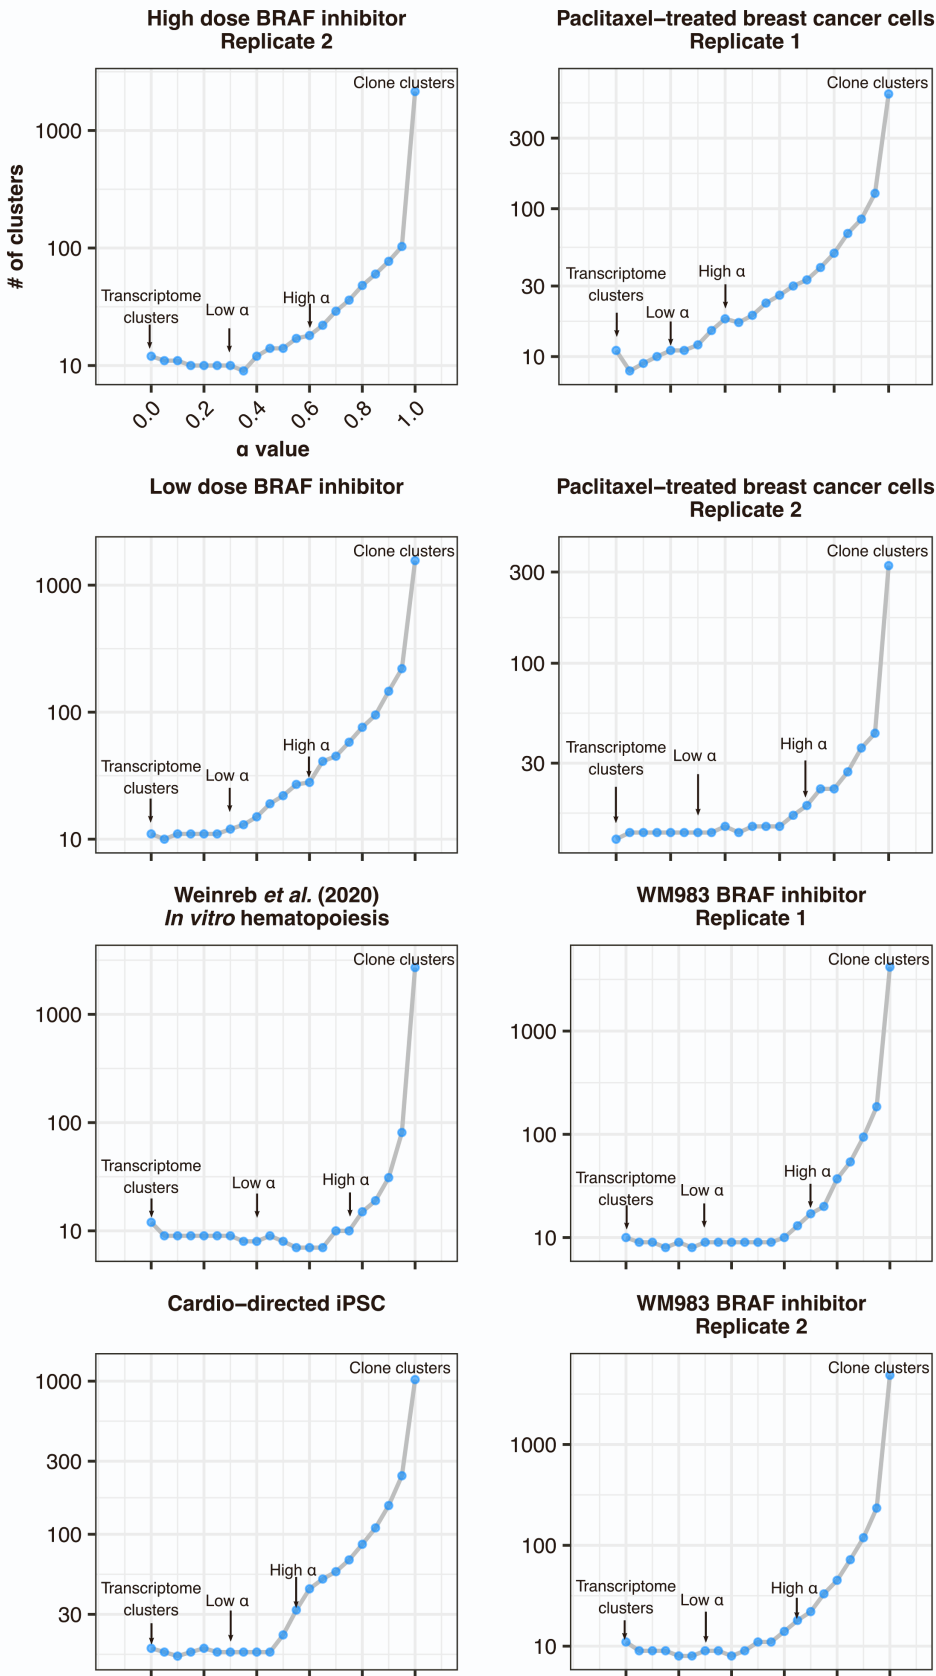 High dose BRAF inhibitor
Replicate 2
# of clusters
1000
100
10
Clone clusters
Transcriptome
clusters
Low α
High α
0.0
0.2
0.4
0.6
0.8
1.0
α value
Paclitaxel–treated breast cancer cells
Replicate 1
300
100
30
10
Clone clusters
Transcriptome
clusters
Low α
High α
Low dose BRAF inhibitor
1000
100
10
Clone clusters
Transcriptome
clusters
Low α
High α
Paclitaxel–treated breast cancer cells
Replicate 2
300
100
30
Clone clusters
Transcriptome
clusters
Low α
High α
Weinreb et al. (2020)
In vitro hematopoiesis
1000
100
10
Clone clusters
Transcriptome
clusters
Low α
High α
WM983 BRAF inhibitor
Replicate 1
1000
100
10
Clone clusters
Transcriptome
clusters
Low α
High α
Cardio–directed iPSC
1000
300
100
30
Clone clusters
Transcriptome
clusters
Low α
High α
WM983 BRAF inhibitor
Replicate 2
1000
100
10
Clone clusters
Transcriptome
clusters
Low α
High α